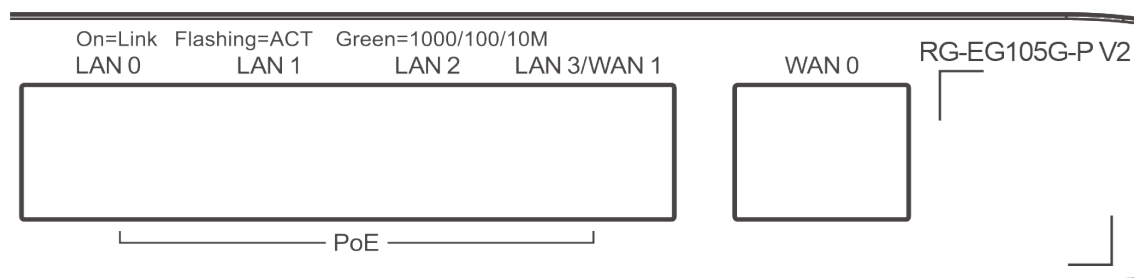 On=Link Flashing=ACT Green=1000/100/10M
LAN 0 LAN 1 LAN 2 LAN 3/WAN 1 WAN 0 RG-EG105G-P V2
PoE